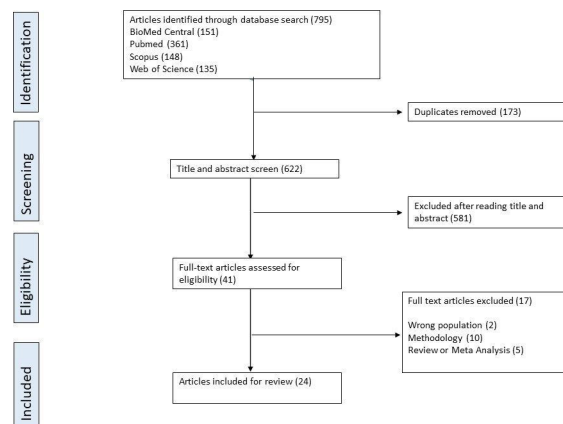 Identification
Articles identified through database search (795)
BioMed Central (151)
Pubmed (361)
Scopus (148)
Web of Science (135)
Duplicates removed (173)
Screening
Title and abstract screen (622)
Excluded after reading title and
abstract (581)
Eligibility
Full-text articles assessed for
eligibility (41)
Full text articles excluded (17)
Wrong population (2)
Methodology (10)
Review or Meta Analysis (5)
Included
Articles included for review (24)